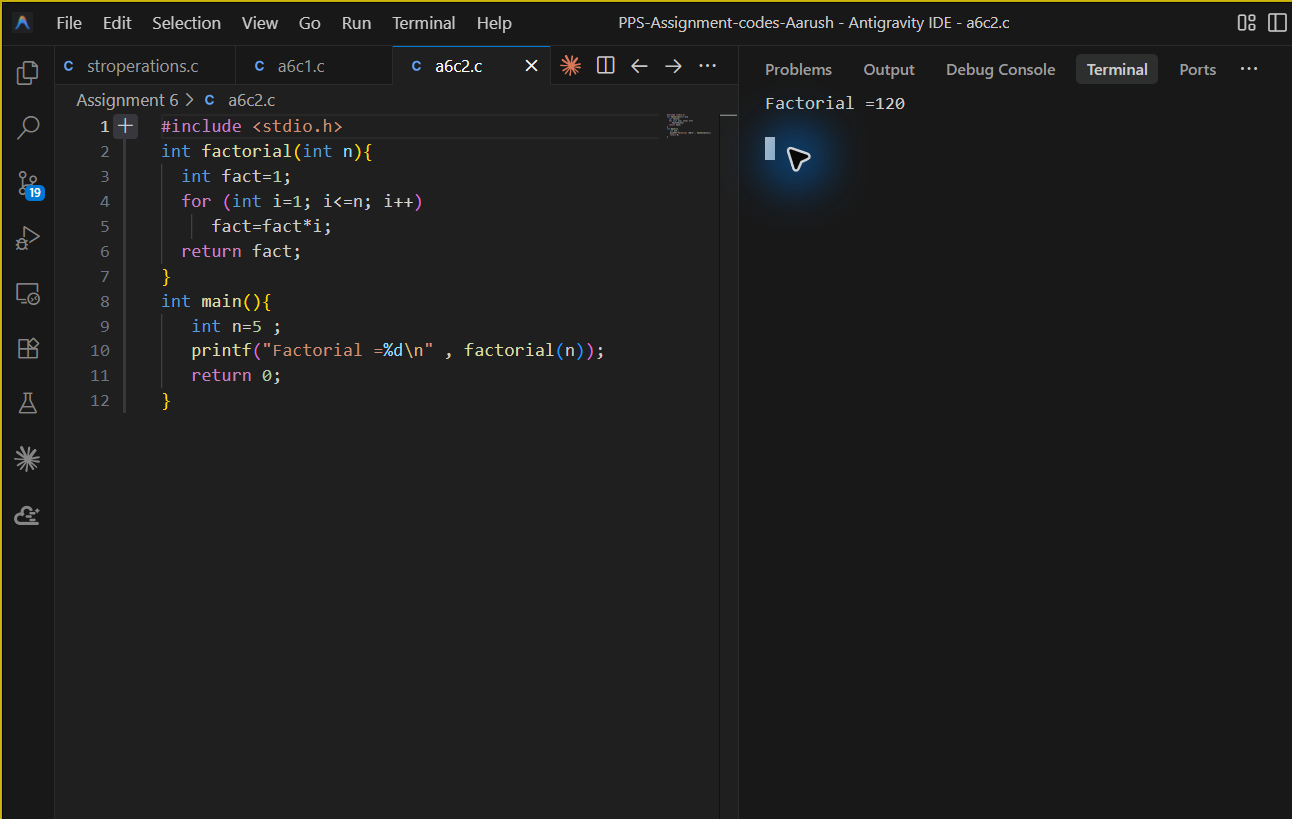 File Edit Selection View Go Run Terminal Help PPS-Assignment-codes-Aarush - Antigravity IDE - a6c2.c
C stroperations.c C a6c1.c C a6c2.c
Assignment 6 > C a6c2.c
1 #include <stdio.h>
2 int factorial(int n){
3 int fact=1;
4 for (int i=1; i<=n; i++)
5 fact=fact*i;
6 return fact;
7 }
8 int main(){
9 int n=5 ;
10 printf("Factorial =%d\n" , factorial(n));
11 return 0;
12 }
19
Problems Output Debug Console Terminal Ports
Factorial =120